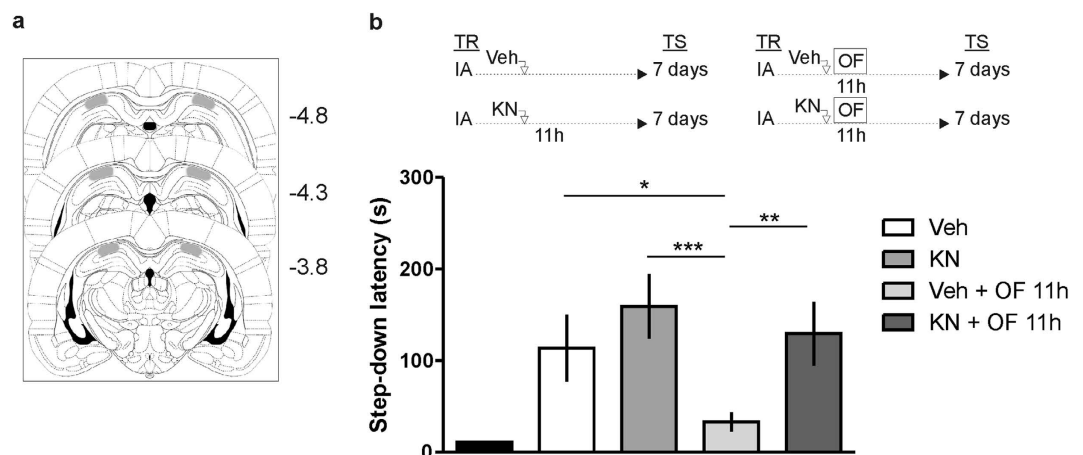 a
-4.8
-4.3
-3.8
b
TR TS
Veh
IA 7 days
KN
IA 7 days
11h
TR TS
Veh OF
IA 7 days
11h
KN OF
IA 7 days
11h
Step-down latency (s)
300
200
100
0
*
**
***
Veh
KN
Veh + OF 11h
KN + OF 11h